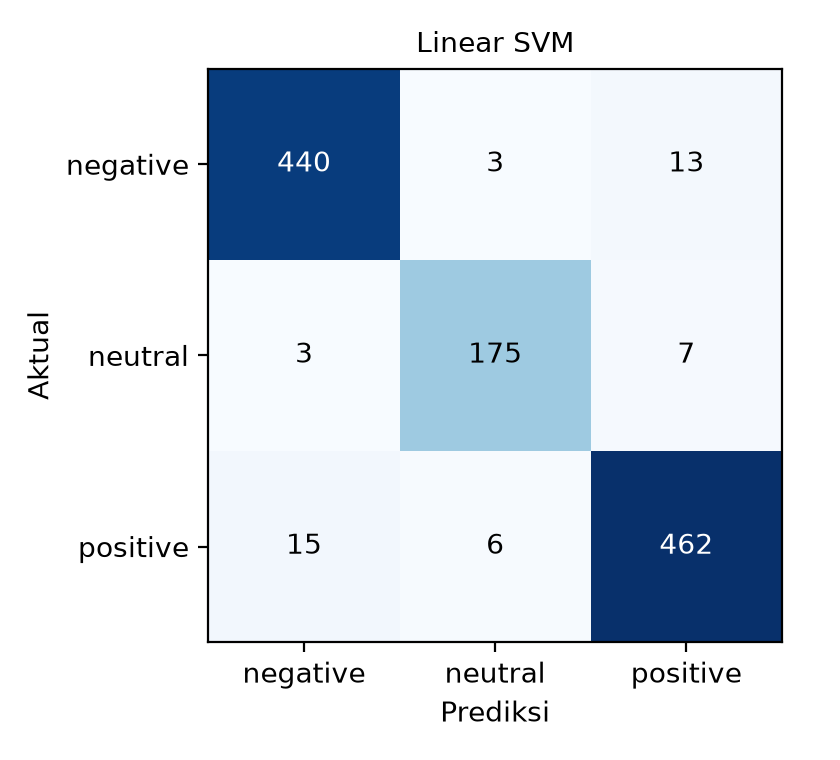 Linear SVM
negative 440 3 13
neutral 3 175 7
positive 15 6 462
Aktual
negative neutral positive
Prediksi